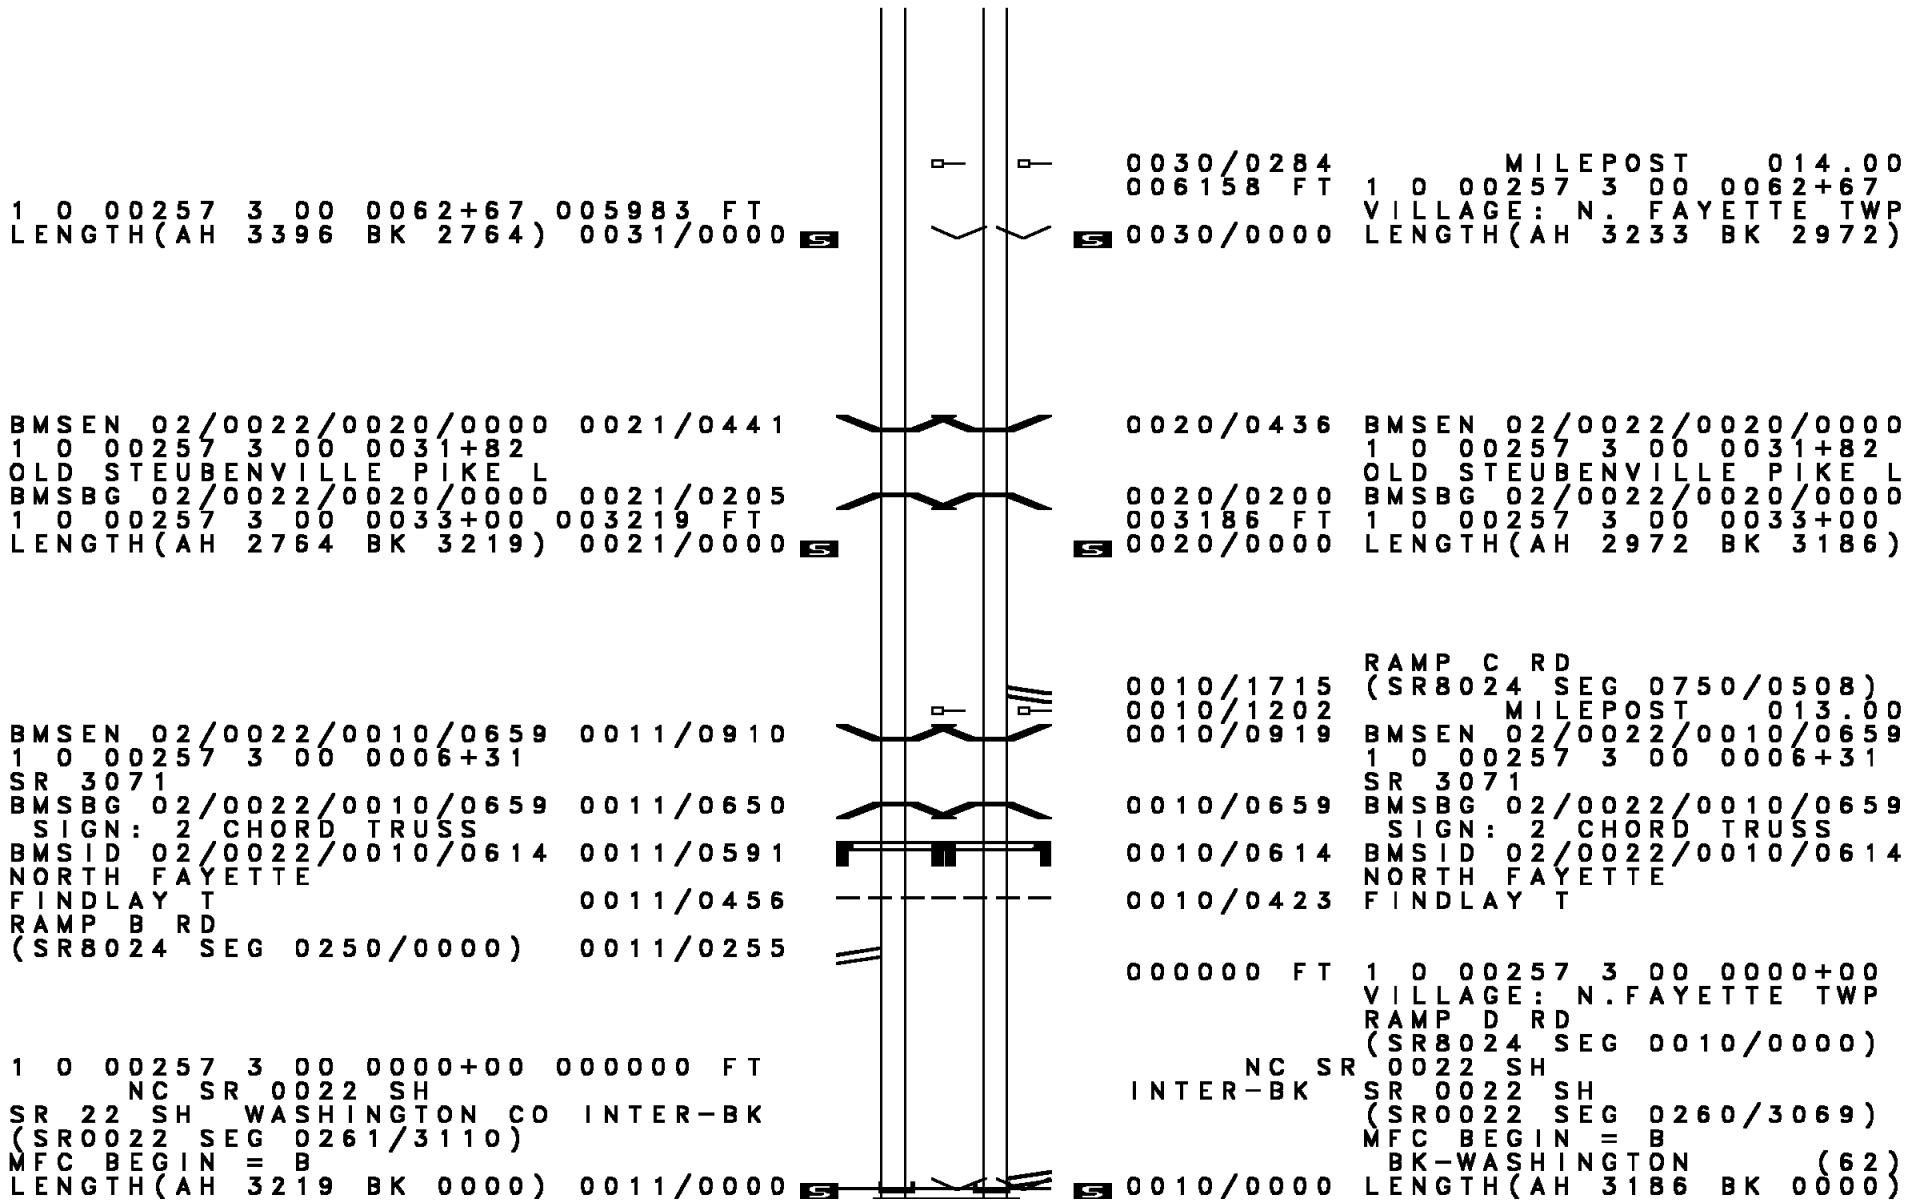 0030/0284 MILEPOST 014.00
006158 FT 1 0 00257 3 00 0062+67
1 0 00257 3 00 0062+67 005983 FT VILLAGE: N. FAYETTE TWP
LENGTH(AH 3396 BK 2764) 0031/0000 S S 0030/0000 LENGTH(AH 3233 BK 2972)
BMSEN 02/0022/0020/0000 0021/0441 0020/0436 BMSEN 02/0022/0020/0000
1 0 00257 3 00 0031+82 1 0 00257 3 00 0031+82
OLD STEUBENVILLE PIKE L OLD STEUBENVILLE PIKE L
BMSBG 02/0022/0020/0000 0021/0205 0020/0200 BMSBG 02/0022/0020/0000
1 0 00257 3 00 0033+00 003219 FT 003186 FT 1 0 00257 3 00 0033+00
LENGTH(AH 2764 BK 3219) 0021/0000 S S 0020/0000 LENGTH(AH 2972 BK 3186)
RAMP C RD
0010/1715 (SR8024 SEG 0750/0508)
0010/1202 MILEPOST 013.00
BMSEN 02/0022/0010/0659 0011/0910 0010/0919 BMSEN 02/0022/0010/0659
1 0 00257 3 00 0006+31 1 0 00257 3 00 0006+31
SR 3071 SR 3071
BMSBG 02/0022/0010/0659 0011/0650 0010/0659 BMSBG 02/0022/0010/0659
SIGN: 2 CHORD TRUSS SIGN: 2 CHORD TRUSS
BMSID 02/0022/0010/0614 0011/0591 0010/0614 BMSID 02/0022/0010/0614
NORTH FAYETTE NORTH FAYETTE
FINDLAY T 0011/0456 0010/0423 FINDLAY T
RAMP B RD
(SR8024 SEG 0250/0000) 0011/0255
000000 FT 1 0 00257 3 00 0000+00
VILLAGE: N.FAYETTE TWP
RAMP D RD
(SR8024 SEG 0010/0000)
1 0 00257 3 00 0000+00 000000 FT NC SR 0022 SH
NC SR 0022 SH INTER-BK SR 0022 SH
SR 22 SH WASHINGTON CO INTER-BK (SR0022 SEG 0260/3069)
(SR0022 SEG 0261/3110) MFC BEGIN = B
MFC BEGIN = B BK-WASHINGTON (62)
LENGTH(AH 3219 BK 0000) 0011/0000 S S 0010/0000 LENGTH(AH 3186 BK 0000)